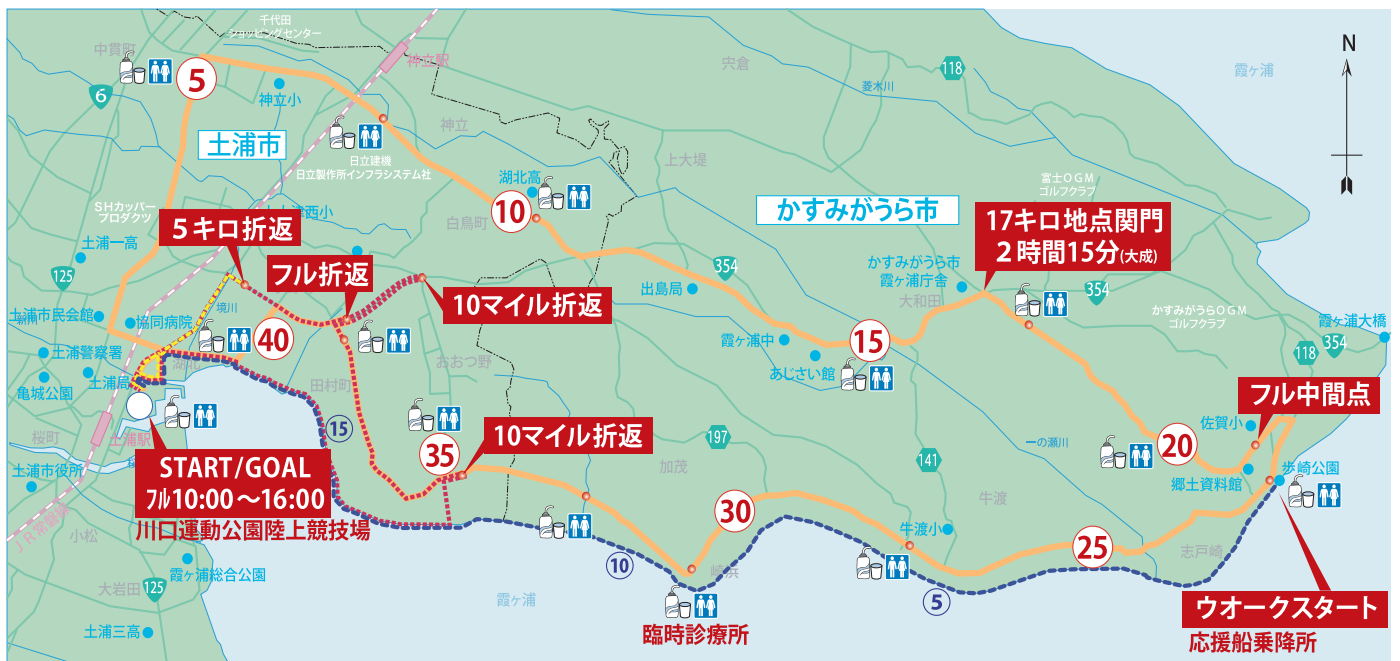 千代田
ショッピングセンター
中貫町
神立駅
5
6
神立小
土浦市
神立
日立建機
日立製作所インフラシステム社
宍倉
118
菱木川
霞ヶ浦
N
上大堤
湖北高
10
白鳥町
かすみがうら市
富士OGM
ゴルフクラブ
17キロ地点関門
2時間15分(大成)
SHカッパー
プロダクツ
土浦一高
5キロ折返
フル折返
10マイル折返
125
354
出島局
かすみがうら市
霞ヶ浦庁舎
大和田
354
かすみがうらOGM
ゴルフクラブ
霞ヶ浦大橋
土浦市民会館
協同病院
境川
40
霞ヶ浦中
15
あじさい館
118
354
土浦警察署
湖北
土浦局
亀城公園
田村町
おおつ野
フル中間点
佐賀小
桜町
土浦駅
15
35
10マイル折返
197
加茂
一の瀬川
20
郷土資料館
歩崎公園
141
牛渡
土浦市役所
START/GOAL
フル10:00~16:00
川口運動公園陸上競技場
JR常磐線
小松
30
牛渡小
25
志戸崎
霞ヶ浦総合公園
大岩田
125
10
崎浜
5
霞ヶ浦
ウオークスタート
応援船乗降所
臨時診療所
土浦三高